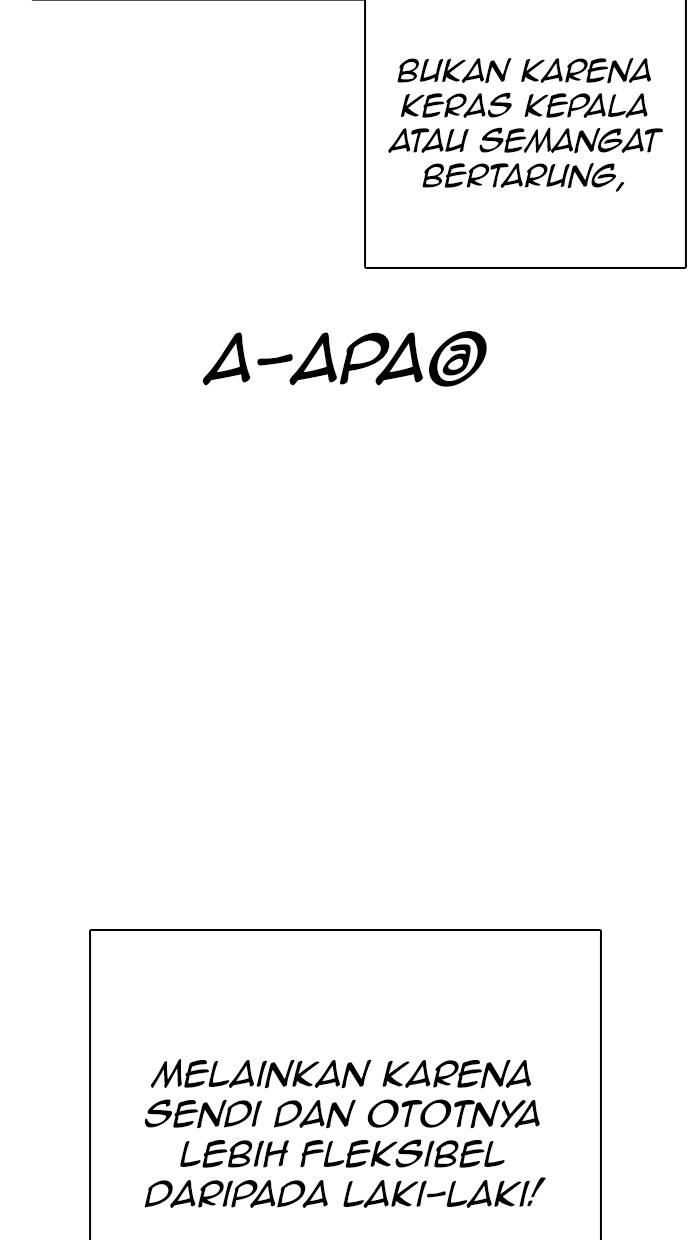 BUKAN KARENA
KERAS KEPALA
ATAU SEMANGAT
BERTARUNG,
A-APA@
MELAINKAN KARENA
SENDI DAN OTOTNYA
LEBIH FLEKSIBEL
DARIPADA LAKI-LAKI!